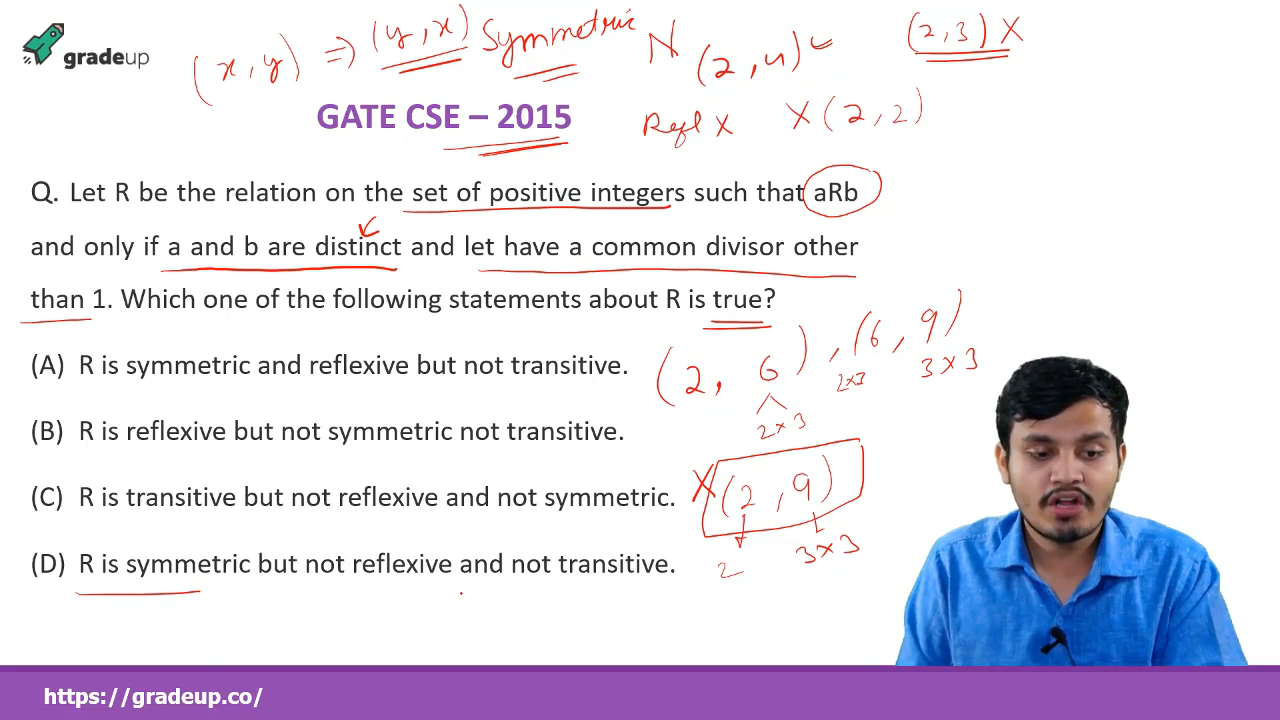 gradeup
(x, y) ⇒ (y, x) Symmetric
N (2, 4) ✓ (2, 3) X
Refl X X (2, 2)
GATE CSE – 2015
Q. Let R be the relation on the set of positive integers such that aRb
and only if a and b are distinct and let have a common divisor other
than 1. Which one of the following statements about R is true?
(A) R is symmetric and reflexive but not transitive.
(2, 6), (6, 9)
2×3 3×3
2×3
(B) R is reflexive but not symmetric not transitive.
(C) R is transitive but not reflexive and not symmetric.
X (2, 9)
2 3×3
(D) R is symmetric but not reflexive and not transitive.
https://gradeup.co/